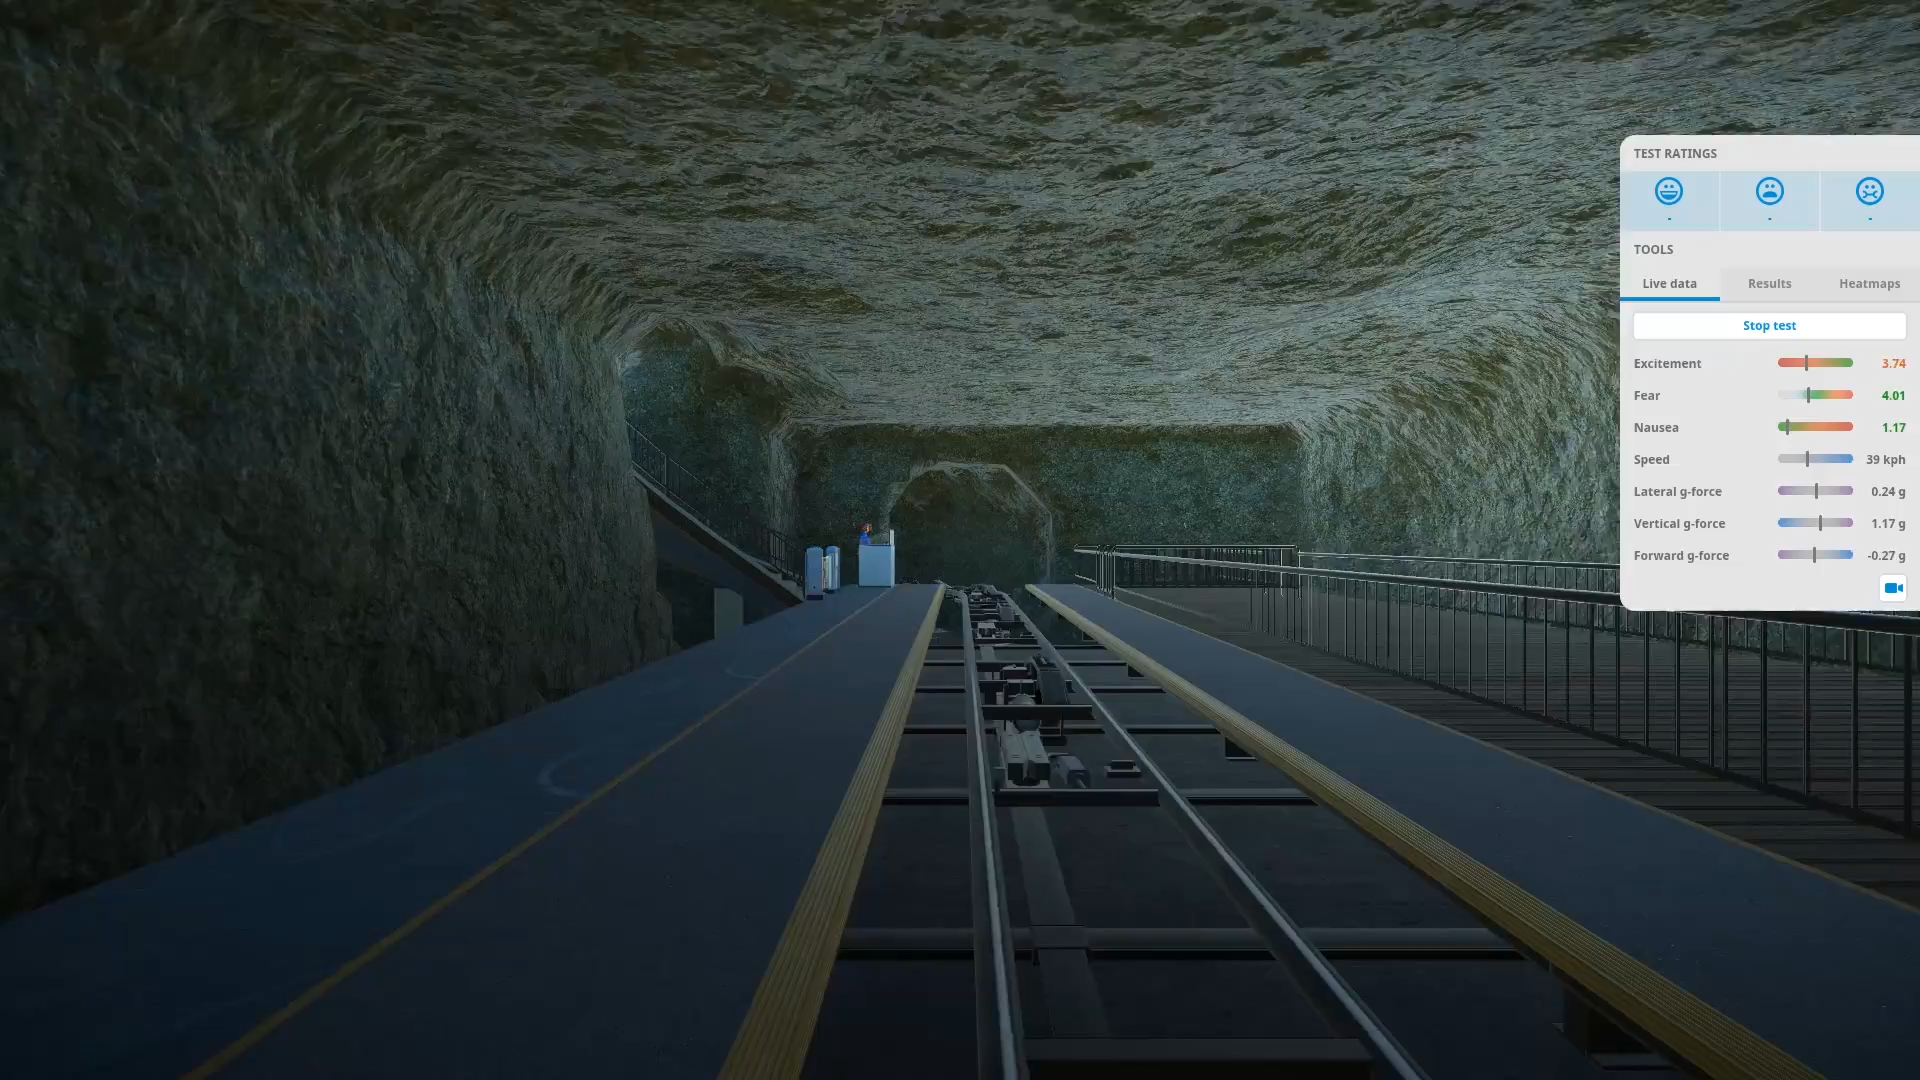 TEST RATINGS
- - -
TOOLS
Live data Results Heatmaps
Stop test
Excitement 3.74
Fear 4.01
Nausea 1.17
Speed 39 kph
Lateral g-force 0.24 g
Vertical g-force 1.17 g
Forward g-force -0.27 g